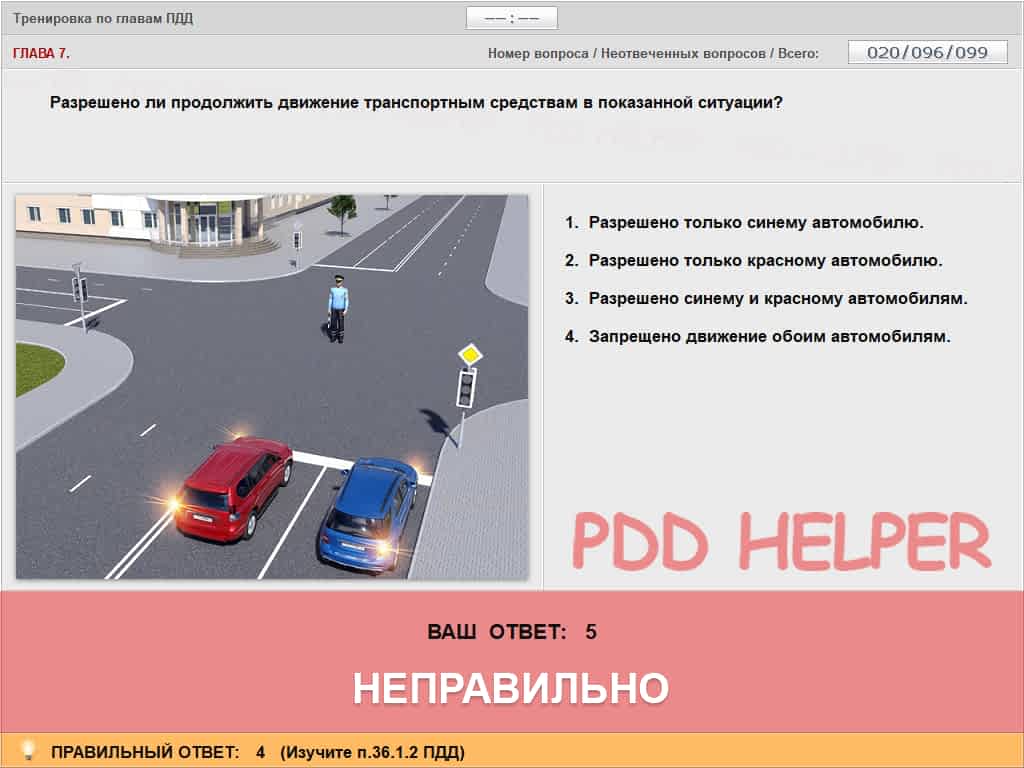 Тренировка по главам ПДД
—— : ——
ГЛАВА 7.
Номер вопроса / Неотвеченных вопросов / Всего:
020/096/099
Разрешено ли продолжить движение транспортным средствам в показанной ситуации?
1. Разрешено только синему автомобилю.
2. Разрешено только красному автомобилю.
3. Разрешено синему и красному автомобилям.
4. Запрещено движение обоим автомобилям.
PDD HELPER
ВАШ ОТВЕТ: 5
НЕПРАВИЛЬНО
ПРАВИЛЬНЫЙ ОТВЕТ: 4 (Изучите п.36.1.2 ПДД)